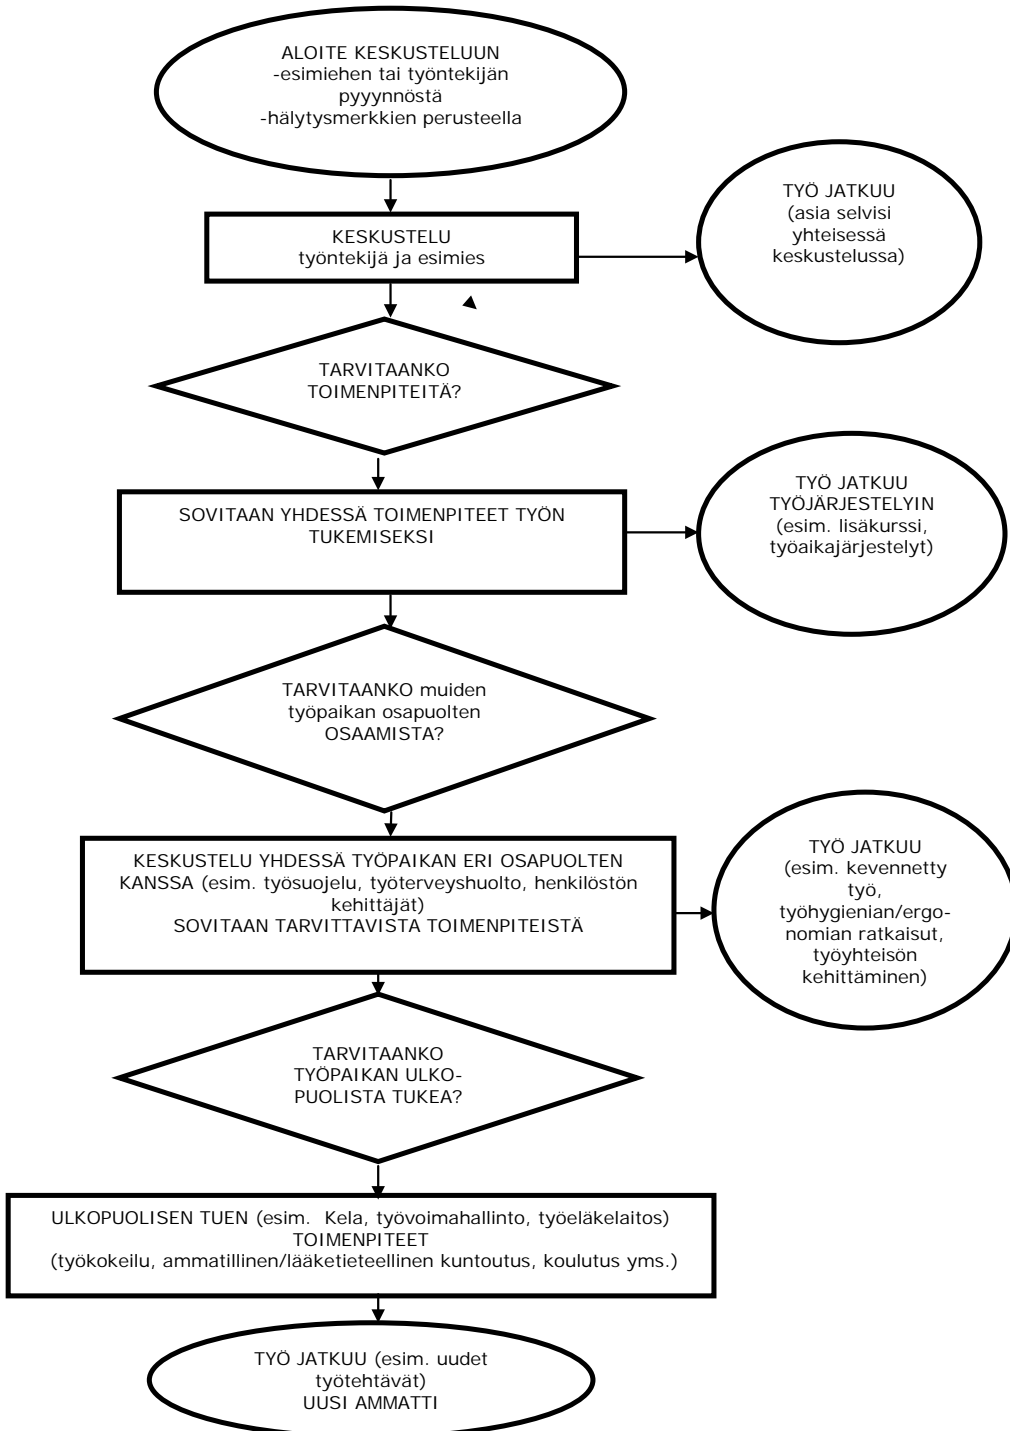 ALOITE KESKUSTELUUN
-esimiehen tai työntekijän
pyyynnöstä
-hälytysmerkkien perusteella
TYÖ JATKUU
(asia selvisi
yhteisessä
keskustelussa)
KESKUSTELU
työntekijä ja esimies
TARVITAANKO
TOIMENPITEITÄ?
TYÖ JATKUU
TYÖJÄRJESTELYIN
(esim. lisäkurssi,
työaikajärjestelyt)
SOVITAAN YHDESSÄ TOIMENPITEET TYÖN
TUKEMISEKSI
TARVITAANKO muiden
työpaikan osapuolten
OSAAMISTA?
KESKUSTELU YHDESSÄ TYÖPAIKAN ERI OSAPUOLTEN
KANSSA (esim. työsuojelu, työterveyshuolto, henkilöstön
kehittäjät)
SOVITAAN TARVITTAVISTA TOIMENPITEISTÄ
TYÖ JATKUU
(esim. kevennetty
työ,
työhygienian/ergo-
nomian ratkaisut,
työyhteisön
kehittäminen)
TARVITAANKO
TYÖPAIKAN ULKO-
PUOLISTA TUKEA?
ULKOPUOLISEN TUEN (esim. Kela, työvoimahallinto, työeläkelaitos)
TOIMENPITEET
(työkokeilu, ammatillinen/lääketieteellinen kuntoutus, koulutus yms.)
TYÖ JATKUU (esim. uudet
työtehtävät)
UUSI AMMATTI